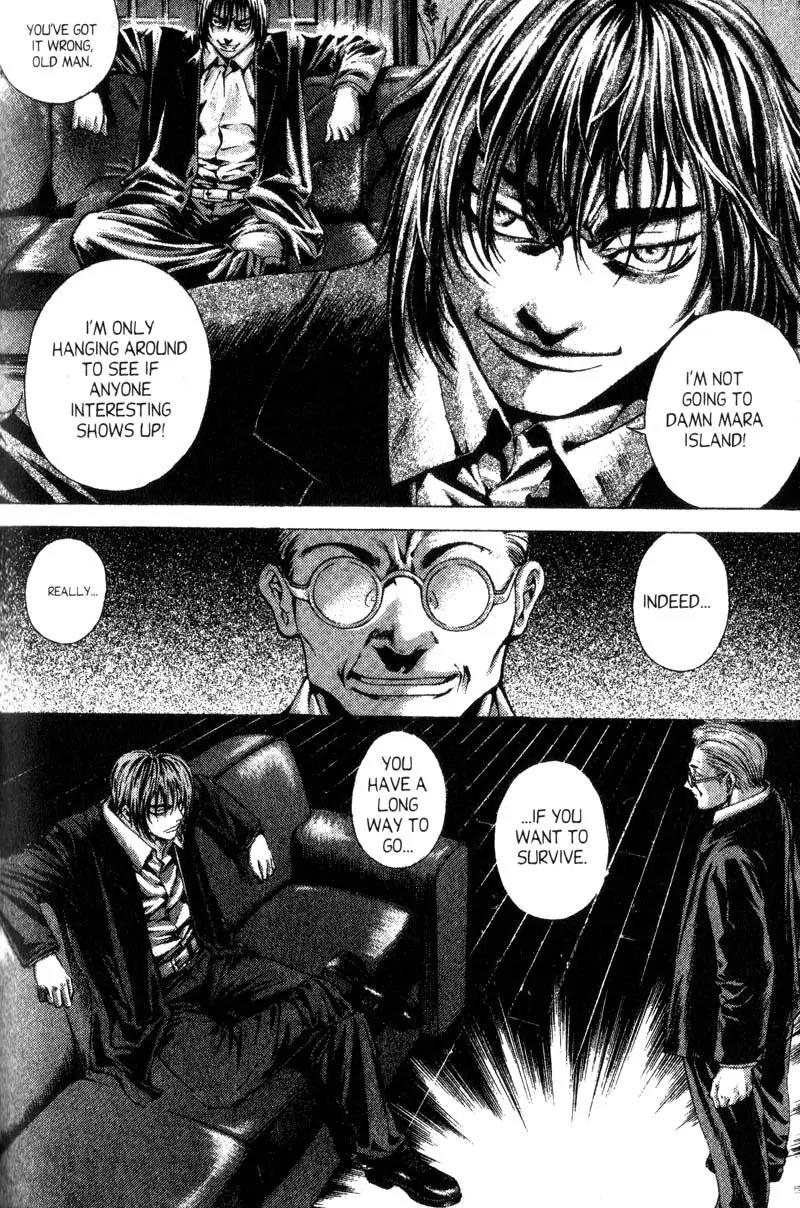 YOU'VE GOT
IT WRONG,
OLD MAN.
I'M ONLY
HANGING AROUND
TO SEE IF
ANYONE
INTERESTING
SHOWS UP!
I'M NOT
GOING TO
DAMN MARA
ISLAND!
REALLY...
INDEED...
YOU
HAVE A
LONG
WAY TO
GO...
...IF YOU
WANT TO
SURVIVE.